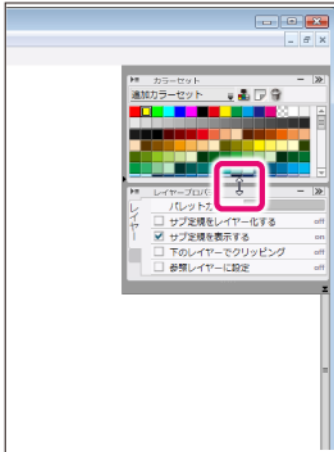 カラーセット
追加カラーセット
レイヤープロパ
パレットカ
レイヤー
サブ定規をレイヤー化する off
サブ定規を表示する on
下のレイヤーでクリッピング off
参照レイヤーに設定 off